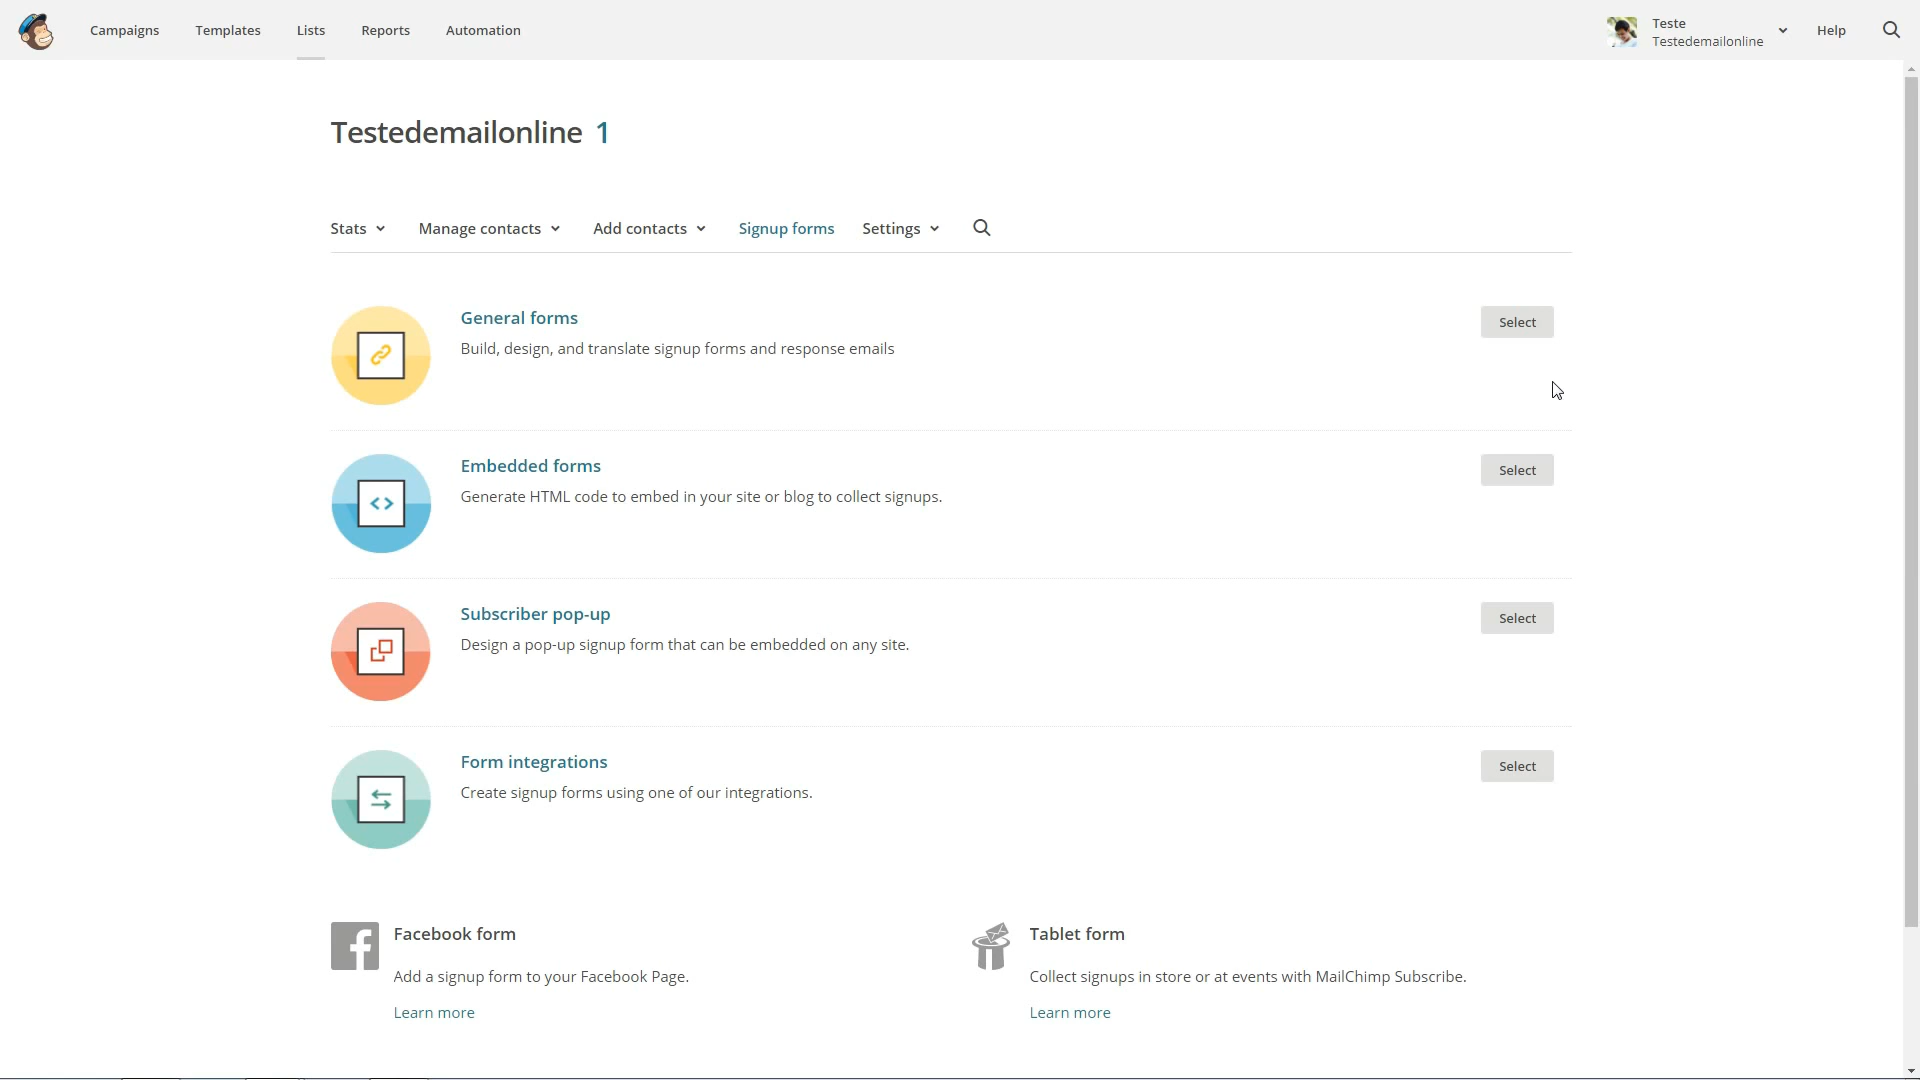 Campaigns Templates Lists Reports Automation
Teste
Testedemailonline
Help
Testedemailonline 1
Stats Manage contacts Add contacts Signup forms Settings
General forms
Build, design, and translate signup forms and response emails
Select
Embedded forms
Generate HTML code to embed in your site or blog to collect signups.
Select
Subscriber pop-up
Design a pop-up signup form that can be embedded on any site.
Select
Form integrations
Create signup forms using one of our integrations.
Select
Facebook form
Add a signup form to your Facebook Page.
Learn more
Tablet form
Collect signups in store or at events with MailChimp Subscribe.
Learn more